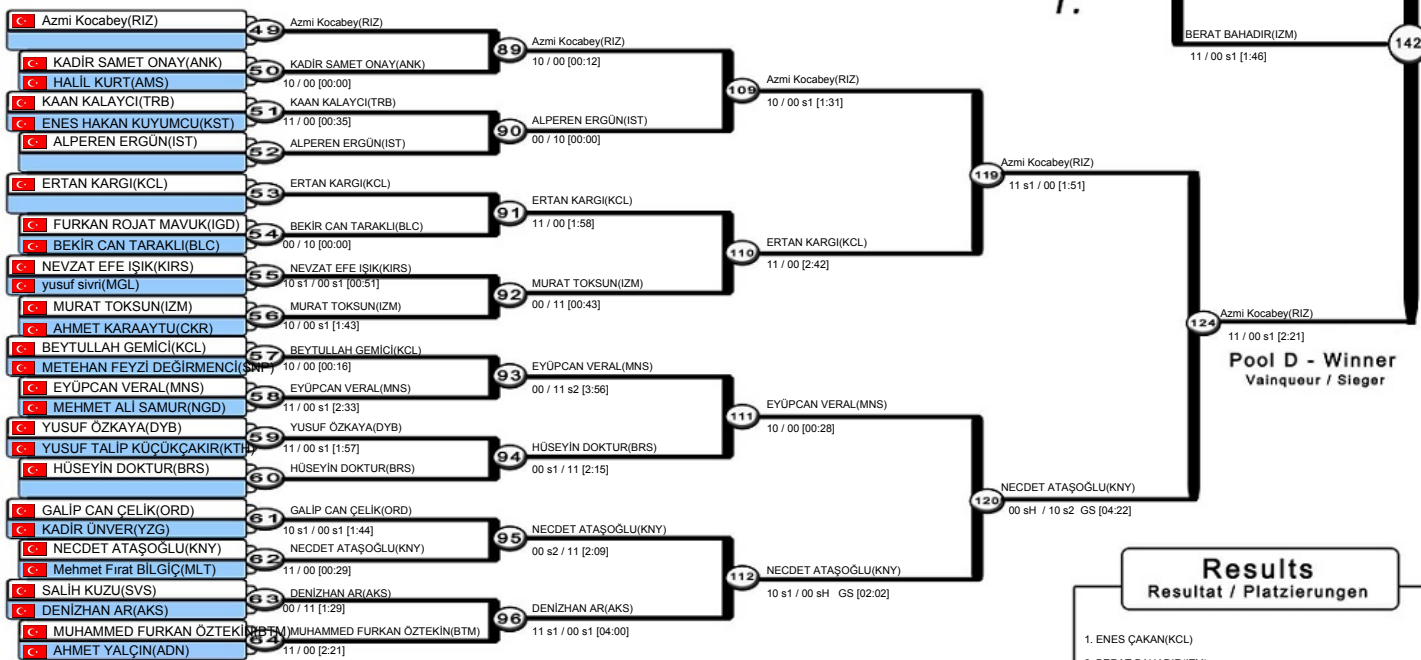 Azmi Kocabey(RIZ)
KADİR SAMET ONAY(ANK)
HALİL KURT(AMS)
KAAN KALAYCI(TRB)
ENES HAKAN KUYUMCU(KST)
ALPEREN ERGÜN(IST)
ERTAN KARGI(KCL)
FURKAN ROJAT MAVUK(IGD)
BEKİR CAN TARAKLI(BLC)
NEVZAT EFE IŞIK(KIRS)
yusuf sivri(MGL)
MURAT TOKSUN(IZM)
AHMET KARAAYTU(CKR)
BEYTULLAH GEMİCİ(KCL)
METEHAN FEYZİ DEĞİRMENCİ(SNP)
EYÜPCAN VERAL(MNS)
MEHMET ALİ SAMUR(NGD)
YUSUF ÖZKAYA(DYB)
YUSUF TALİP KÜÇÜKÇAKIR(KTH)
HÜSEYİN DOKTUR(BRS)
GALİP CAN ÇELİK(ORD)
KADİR ÜNVER(YZG)
NECDET ATAŞOĞLU(KNY)
Mehmet Fırat BİLGİÇ(MLT)
SALİH KUZU(SVS)
DENİZHAN AR(AKS)
MUHAMMED FURKAN ÖZTEKİN(BTM)
AHMET YALÇIN(ADN)
49
Azmi Kocabey(RIZ)
50
KADİR SAMET ONAY(ANK)
10 / 00 [00:00]
51
KAAN KALAYCI(TRB)
11 / 00 [00:35]
52
ALPEREN ERGÜN(IST)
53
ERTAN KARGI(KCL)
54
BEKİR CAN TARAKLI(BLC)
00 / 10 [00:00]
55
NEVZAT EFE IŞIK(KIRS)
10 s1 / 00 s1 [00:51]
56
MURAT TOKSUN(IZM)
10 / 00 s1 [1:43]
57
BEYTULLAH GEMİCİ(KCL)
10 / 00 [00:16]
58
EYÜPCAN VERAL(MNS)
11 / 00 s1 [2:33]
59
YUSUF ÖZKAYA(DYB)
11 / 00 s1 [1:57]
60
HÜSEYİN DOKTUR(BRS)
61
GALİP CAN ÇELİK(ORD)
10 s1 / 00 s1 [1:44]
62
NECDET ATAŞOĞLU(KNY)
11 / 00 [00:29]
63
DENİZHAN AR(AKS)
00 / 11 [1:29]
64
MUHAMMED FURKAN ÖZTEKİN(BTM)
11 / 00 [2:21]
89
Azmi Kocabey(RIZ)
10 / 00 [00:12]
90
ALPEREN ERGÜN(IST)
00 / 10 [00:00]
91
ERTAN KARGI(KCL)
11 / 00 [1:58]
92
MURAT TOKSUN(IZM)
00 / 11 [00:43]
93
EYÜPCAN VERAL(MNS)
00 / 11 s2 [3:56]
94
HÜSEYİN DOKTUR(BRS)
00 s1 / 11 [2:15]
95
NECDET ATAŞOĞLU(KNY)
00 s2 / 11 [2:09]
96
DENİZHAN AR(AKS)
11 s1 / 00 s1 [04:00]
109
Azmi Kocabey(RIZ)
10 / 00 s1 [1:31]
110
ERTAN KARGI(KCL)
11 / 00 [2:42]
111
EYÜPCAN VERAL(MNS)
10 / 00 [00:28]
112
NECDET ATAŞOĞLU(KNY)
10 s1 / 00 sH GS [02:02]
119
Azmi Kocabey(RIZ)
11 s1 / 00 [1:51]
120
NECDET ATAŞOĞLU(KNY)
00 sH / 10 s2 GS [04:22]
124
Azmi Kocabey(RIZ)
11 / 00 s1 [2:21]
Pool D - Winner
Vainqueur / Sieger
BERAT BAHADIR(IZM)
11 / 00 s1 [1:46]
142
Results
Resultat / Platzierungen
1. ENES ÇAKAN(KCL)